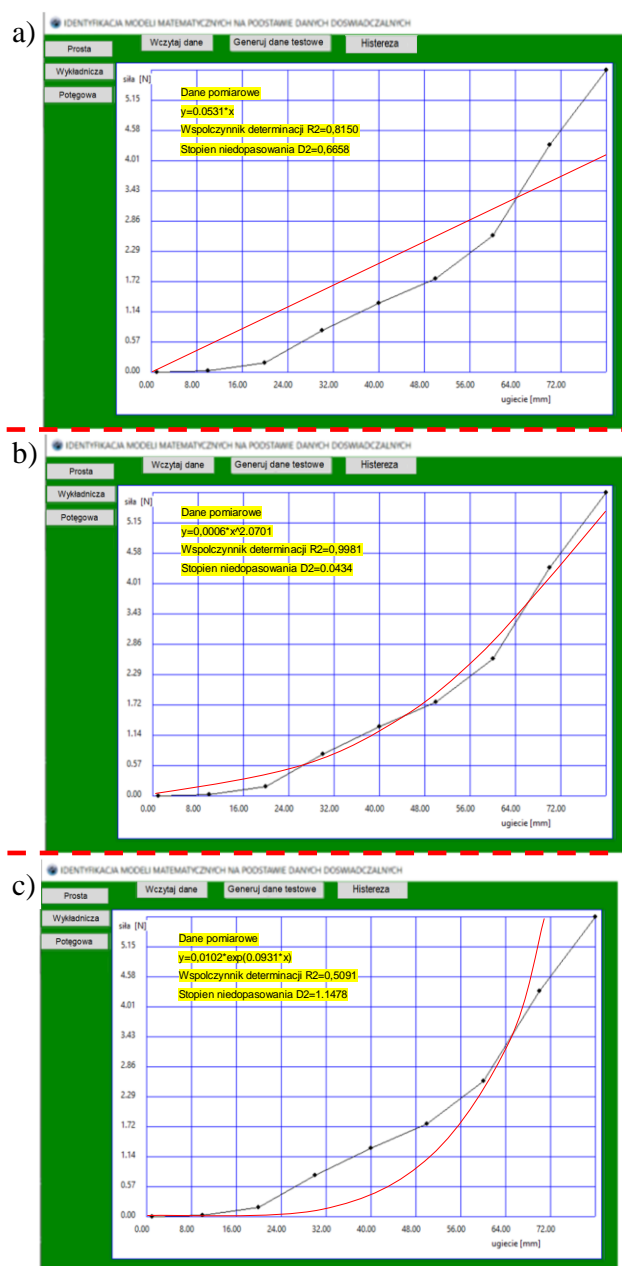 a)
IDENTYFIKACJA MODELI MATEMATYCZNYCH NA PODSTAWIE DANYCH DOSWIADCZALNYCH
Prosta
Wczytaj dane
Generuj dane testowe
Histereza
Wykładnicza
Potęgowa
siła [N]
Dane pomiarowe
y=0.0531*x
Wspolczynnik determinacji R2=0,8150
Stopien niedopasowania D2=0,6658
5.15
4.58
4.01
3.43
2.86
2.29
1.72
1.14
0.57
0.00
0.00 8.00 16.00 24.00 32.00 40.00 48.00 56.00 64.00 72.00
ugiecie [mm]
b)
IDENTYFIKACJA MODELI MATEMATYCZNYCH NA PODSTAWIE DANYCH DOSWIADCZALNYCH
Prosta
Wczytaj dane
Generuj dane testowe
Histereza
Wykładnicza
Potęgowa
siła [N]
Dane pomiarowe
y=0,0006*x^2.0701
Wspolczynnik determinacji R2=0,9981
Stopien niedopasowania D2=0.0434
5.15
4.58
4.01
3.43
2.86
2.29
1.72
1.14
0.57
0.00
0.00 8.00 16.00 24.00 32.00 40.00 48.00 56.00 64.00 72.00
ugiecie [mm]
c)
IDENTYFIKACJA MODELI MATEMATYCZNYCH NA PODSTAWIE DANYCH DOSWIADCZALNYCH
Prosta
Wczytaj dane
Generuj dane testowe
Histereza
Wykładnicza
Potęgowa
siła [N]
Dane pomiarowe
y=0,0102*exp(0.0931*x)
Wspolczynnik determinacji R2=0,5091
Stopien niedopasowania D2=1.1478
5.15
4.58
4.01
3.43
2.86
2.29
1.72
1.14
0.57
0.00
0.00 8.00 16.00 24.00 32.00 40.00 48.00 56.00 64.00 72.00
ugiecie [mm]